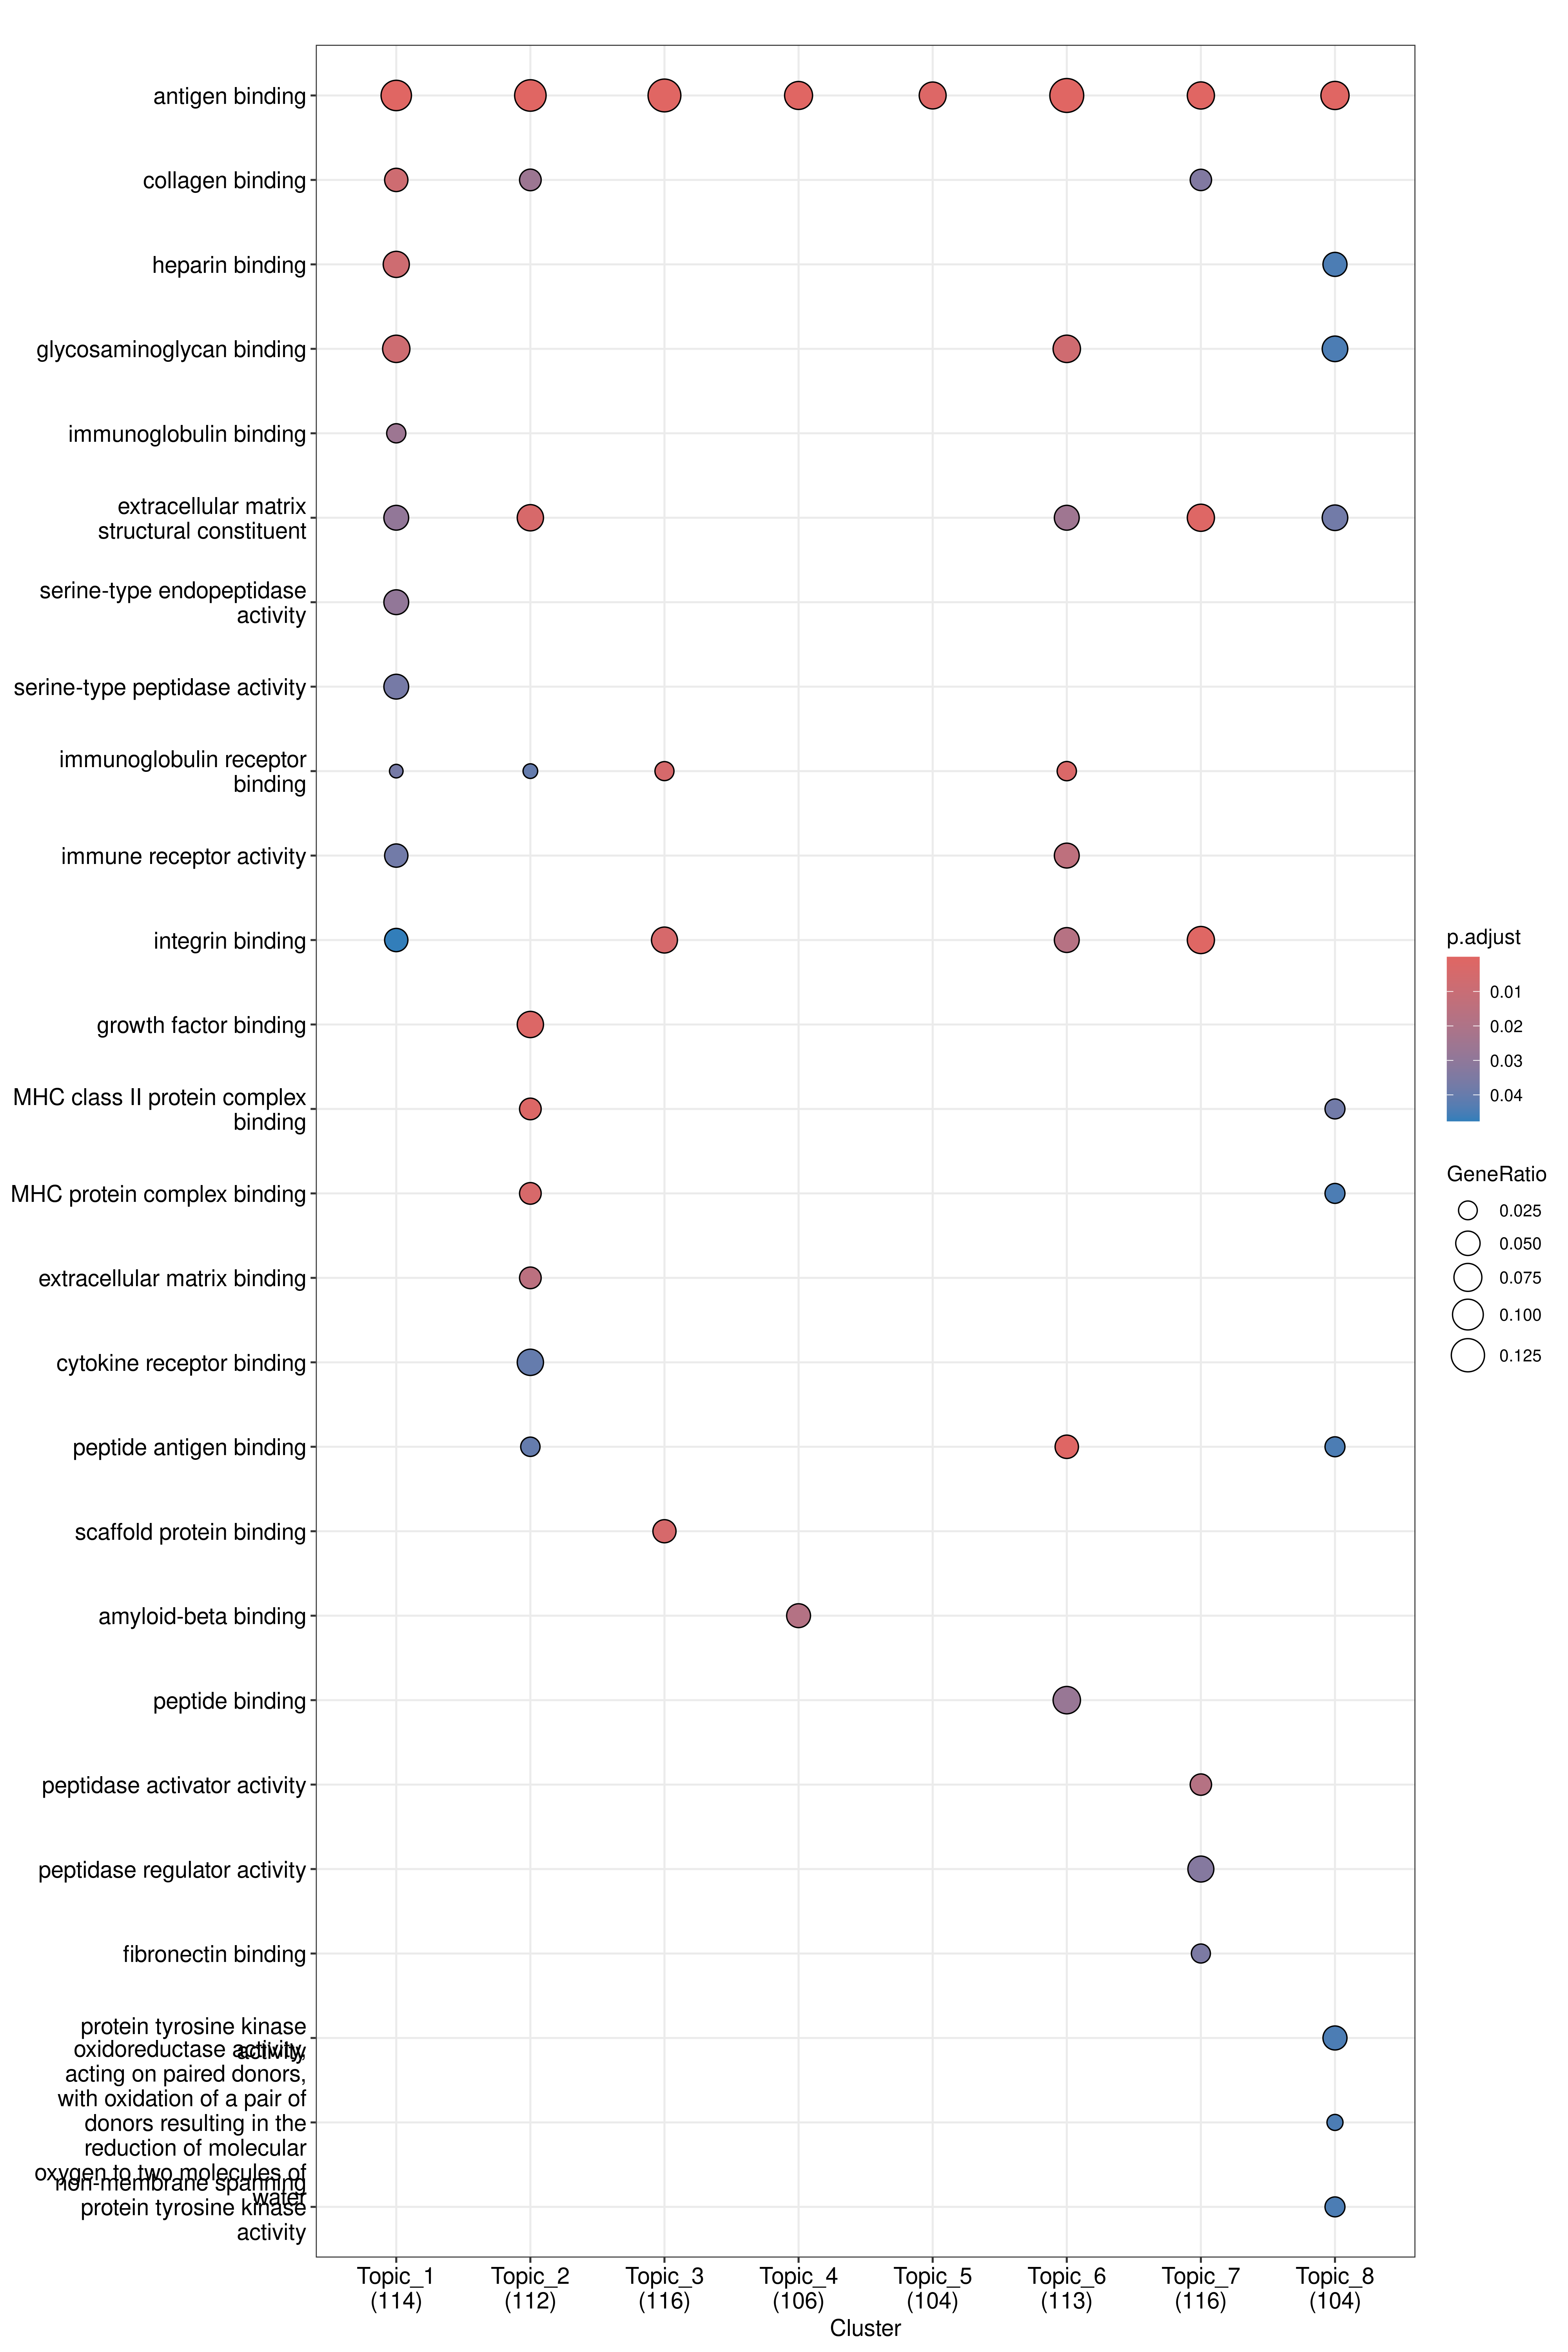 antigen binding
collagen binding
heparin binding
glycosaminoglycan binding
immunoglobulin binding
extracellular matrix
structural constituent
serine-type endopeptidase
activity
serine-type peptidase activity
immunoglobulin receptor
binding
immune receptor activity
integrin binding
growth factor binding
MHC class II protein complex
binding
MHC protein complex binding
extracellular matrix binding
cytokine receptor binding
peptide antigen binding
scaffold protein binding
amyloid-beta binding
peptide binding
peptidase activator activity
peptidase regulator activity
fibronectin binding
protein tyrosine kinase
activity
oxidoreductase activity,
acting on paired donors,
with oxidation of a pair of
donors resulting in the
reduction of molecular
oxygen to two molecules of
water
non-membrane spanning
protein tyrosine kinase
activity
Topic_1 Topic_2 Topic_3 Topic_4 Topic_5 Topic_6 Topic_7 Topic_8
(114) (112) (116) (106) (104) (113) (116) (104)
Cluster
p.adjust
0.01
0.02
0.03
0.04
GeneRatio
0.025
0.050
0.075
0.100
0.125